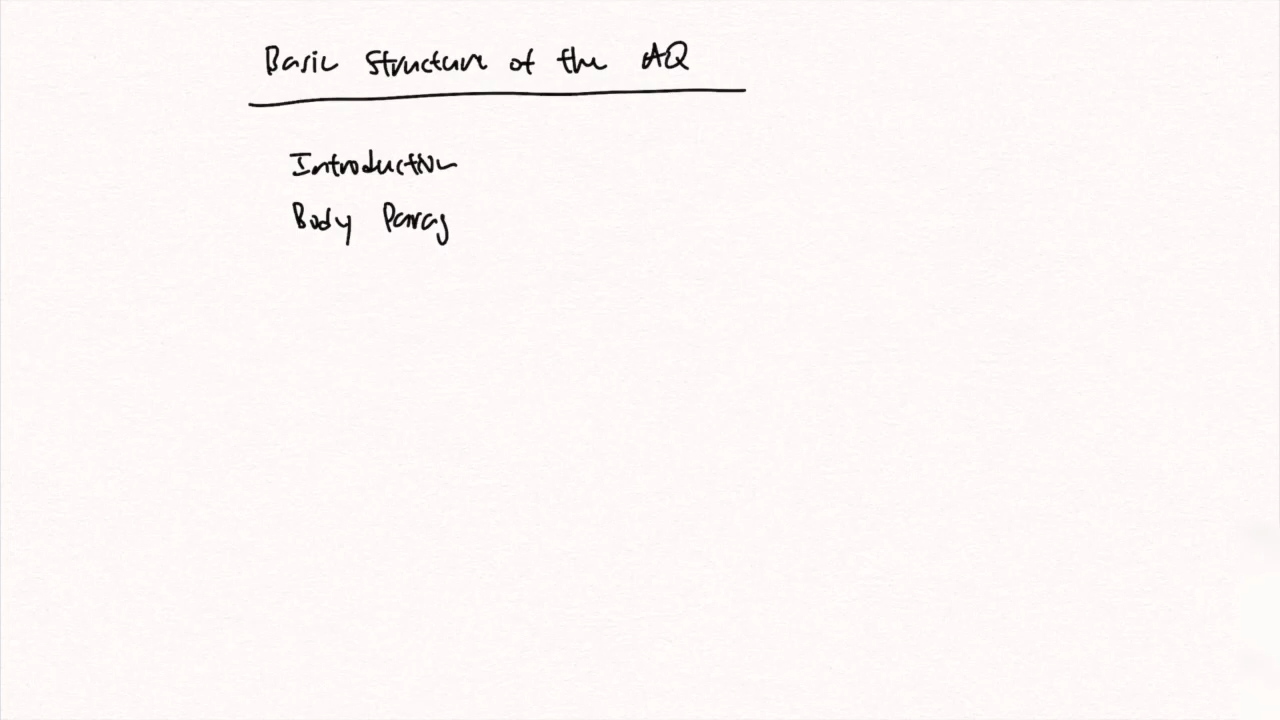 Basic Structure of the AQ
Introduction
Body Parag